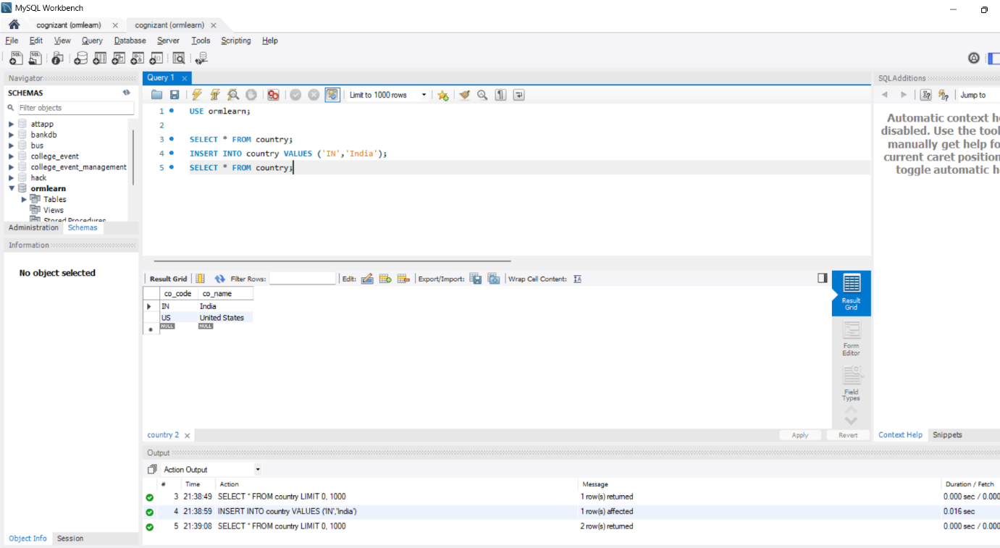 MySQL Workbench
cognizant (ormlearn) ×
cognizant (ormlearn) ×
File Edit View Query Database Server Tools Scripting Help
Navigator
SCHEMAS
Filter objects
attapp
bankdb
bus
college_event
college_event_management
hack
ormlearn
Tables
Views
Stored Procedures
Administration Schemas
Information
No object selected
Object Info Session
Query 1 ×
Limit to 1000 rows
1 USE ormlearn;
2
3 SELECT * FROM country;
4 INSERT INTO country VALUES ('IN','India');
5 SELECT * FROM country;
Result Grid Filter Rows: Edit: Export/Import: Wrap Cell Content:
co_code co_name
IN India
US United States
NULL NULL
Result
Grid
Form
Editor
Field
Types
country 2 ×
Apply Revert
SQLAdditions
Jump to
Automatic context he
disabled. Use the tool
manually get help fo
current caret position
toggle automatic he
Context Help Snippets
Output
Action Output
# Time Action Message Duration / Fetch
3 21:38:49 SELECT * FROM country LIMIT 0, 1000 1 row(s) returned 0.000 sec / 0.000
4 21:38:59 INSERT INTO country VALUES ('IN','India') 1 row(s) affected 0.016 sec
5 21:39:08 SELECT * FROM country LIMIT 0, 1000 2 row(s) returned 0.000 sec / 0.000